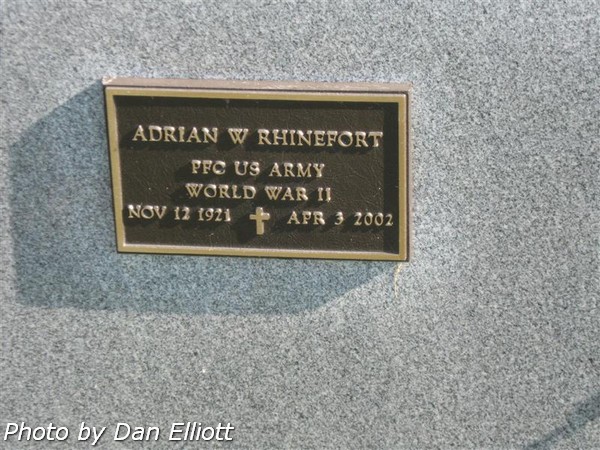 ADRIAN W RHINEFORT
PFC US ARMY
WORLD WAR II
NOV 12 1921 APR 3 2002
Photo by Dan Elliott